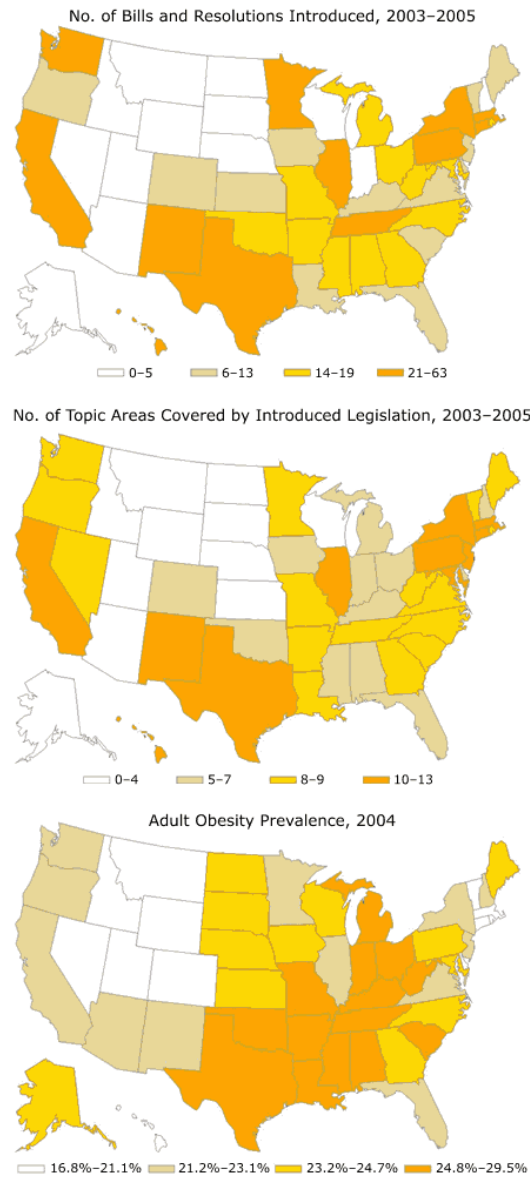 No. of Bills and Resolutions Introduced, 2003–2005
0–5 6–13 14–19 21–63
No. of Topic Areas Covered by Introduced Legislation, 2003–2005
0–4 5–7 8–9 10–13
Adult Obesity Prevalence, 2004
16.8%–21.1% 21.2%–23.1% 23.2%–24.7% 24.8%–29.5%